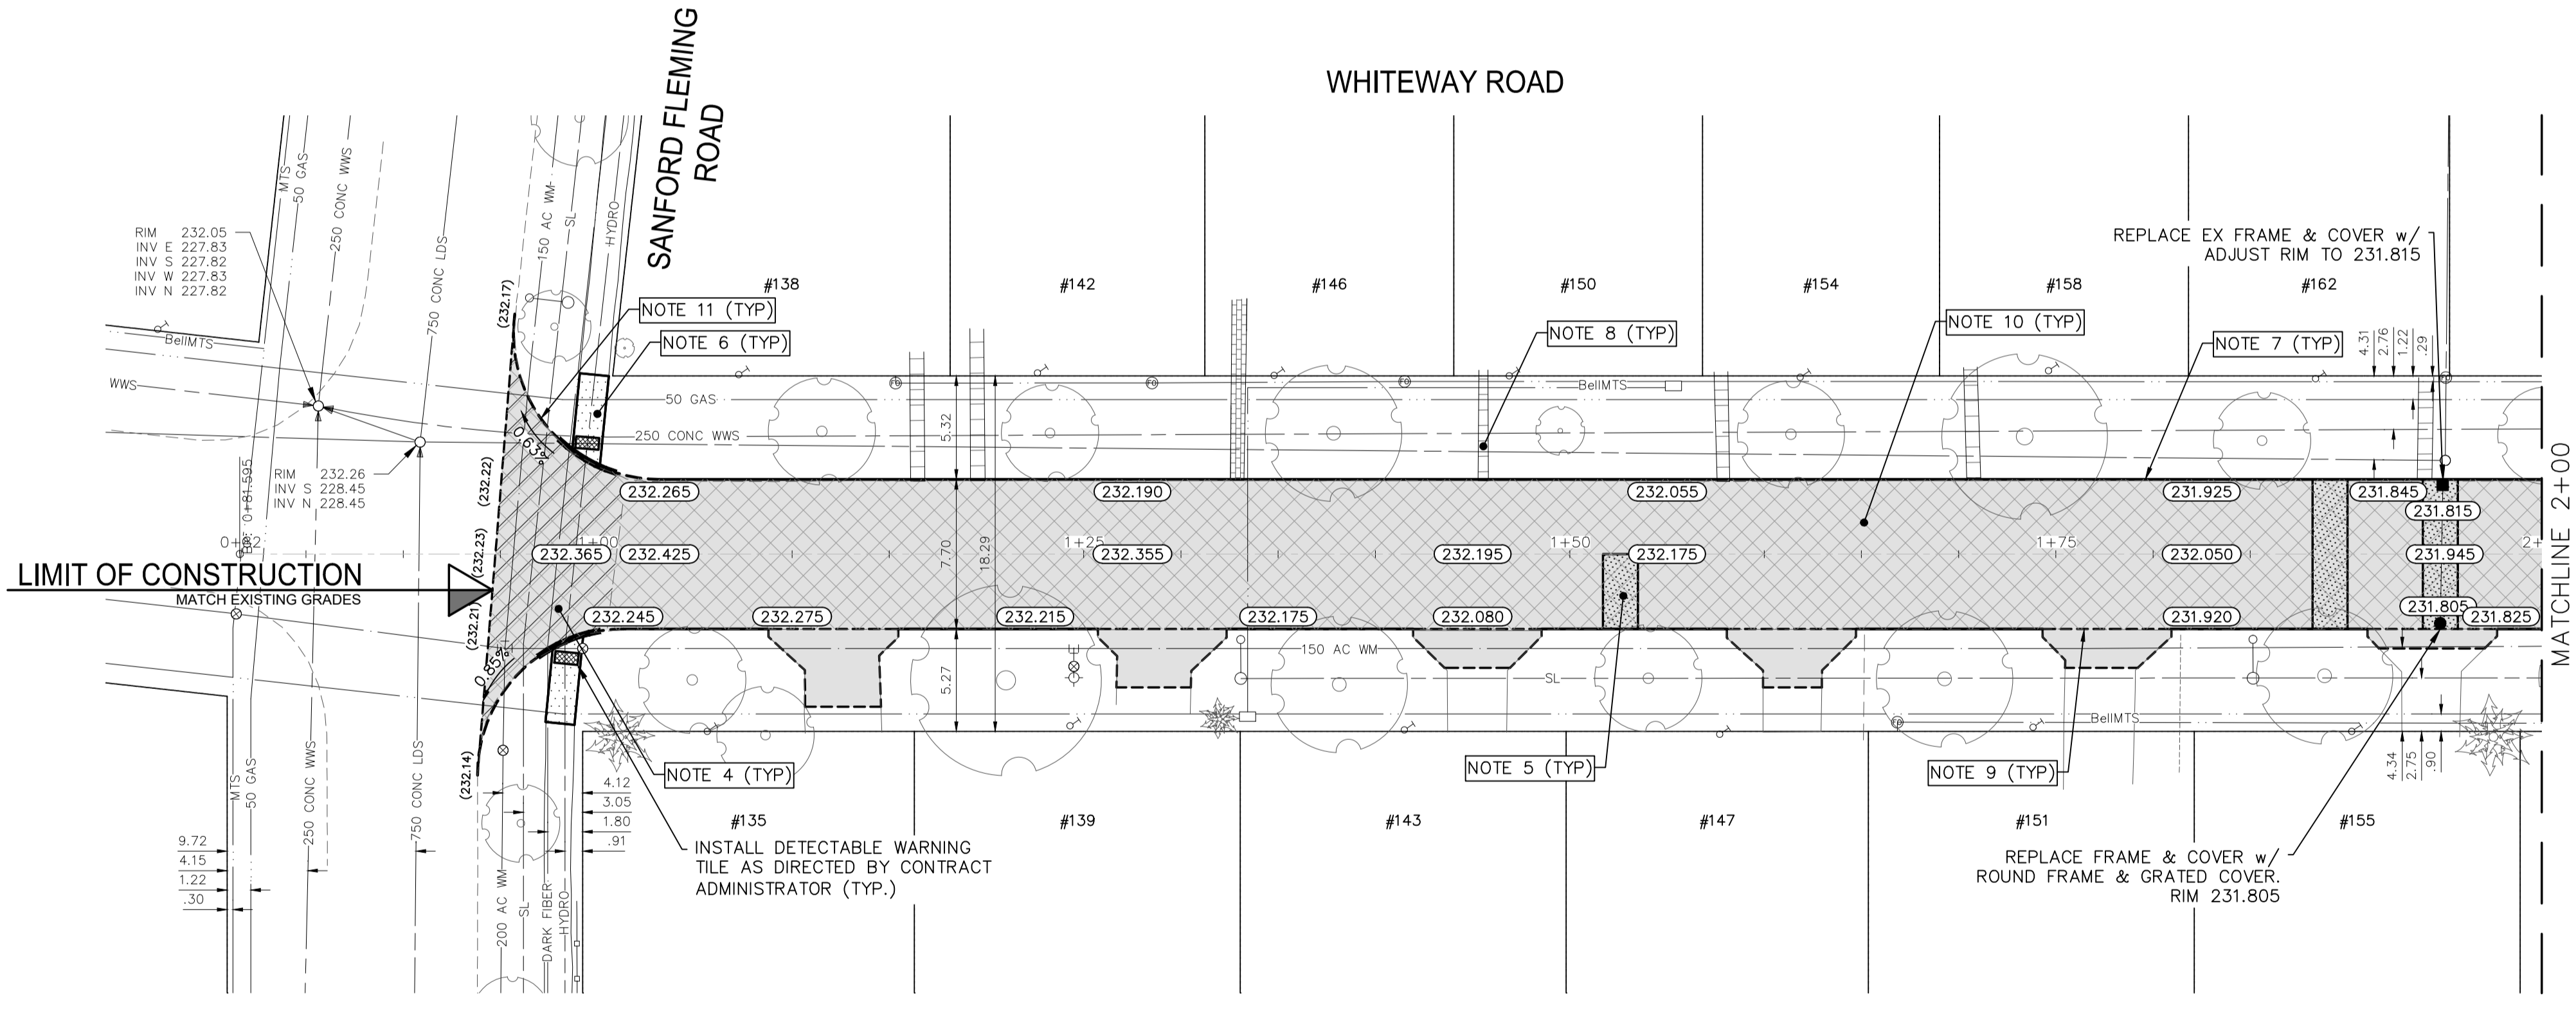 WHITEWAY ROAD
SANFORD FLEMING
ROAD
MTS
50 GAS
250 CONC WWS
750 CONC LDS
150 AC WM
SL
HYDRO
RIM 232.05
INV E 227.83
INV S 227.82
INV W 227.83
INV N 227.82
REPLACE EX FRAME & COVER w/
ADJUST RIM TO 231.815
#138
#142
#146
#150
#154
#158
#162
(232.17)
NOTE 11 (TYP)
NOTE 6 (TYP)
NOTE 8 (TYP)
NOTE 10 (TYP)
NOTE 7 (TYP)
4.31
2.76
1.22
.29
BellMTS
WWS
50 GAS
BellMTS
250 CONC WWS
5.32
0.63%
RIM 232.26
INV S 228.45
INV N 228.45
(232.22)
232.265
232.190
232.055
231.925
231.845
231.815
(232.23)
1+00
1+25
1+50
1+75
232.365
232.425
7.70
18.29
232.355
232.195
232.175
232.050
231.945
MATCHLINE 2+00
LIMIT OF CONSTRUCTION
MATCH EXISTING GRADES
(232.21)
232.245
232.275
232.215
232.175
232.080
231.920
231.805
231.825
150 AC WM
SL
5.27
BellMTS
(232.14)
NOTE 4 (TYP)
NOTE 5 (TYP)
NOTE 9 (TYP)
4.34
2.75
.90
MTS
50 GAS
250 CONC WWS
750 CONC LDS
4.12
3.05
1.80
.91
#135
#139
#143
#147
#151
#155
9.72
4.15
1.22
.30
INSTALL DETECTABLE WARNING
TILE AS DIRECTED BY CONTRACT
ADMINISTRATOR (TYP.)
REPLACE FRAME & COVER w/
ROUND FRAME & GRATED COVER.
RIM 231.805
200 AC WM
SL
DARK FIBER
HYDRO